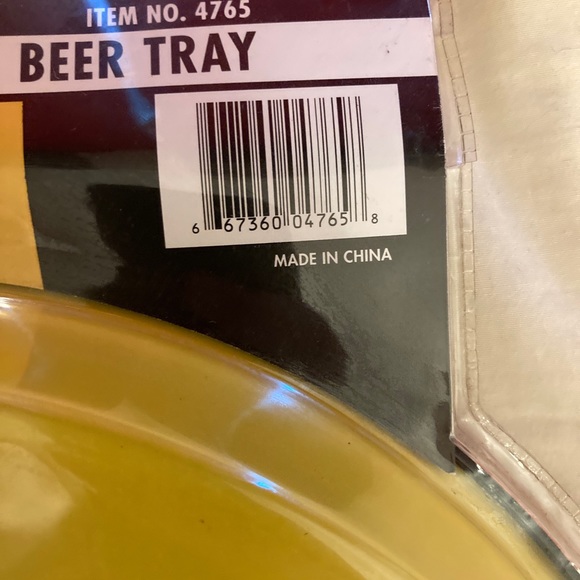 ITEM NO. 4765
BEER TRAY
6 67360 04765 8
MADE IN CHINA